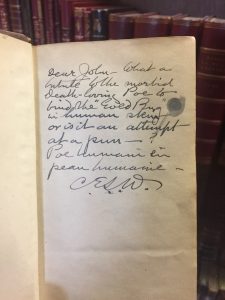 Dear John — What a
tribute to the morbid
death-loving Poe to
bind the "Gold Bug"
in human skin
or is it an attempt
at a pun — ?
Poe humani in
peau humaine —